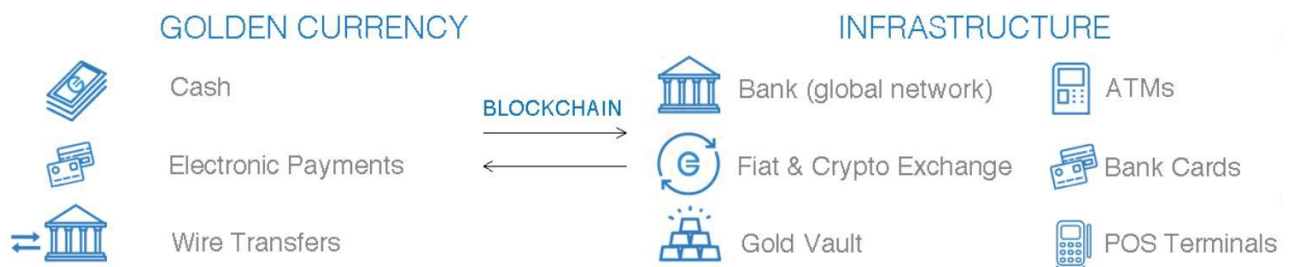 GOLDEN CURRENCY
Cash
Electronic Payments
Wire Transfers
BLOCKCHAIN
INFRASTRUCTURE
Bank (global network)
ATMs
Fiat & Crypto Exchange
Bank Cards
Gold Vault
POS Terminals